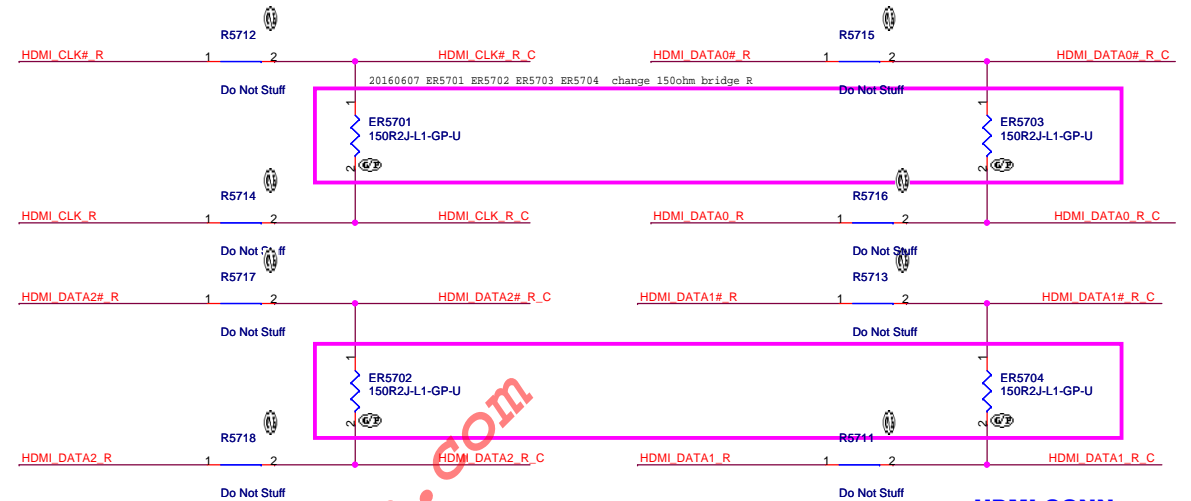 R5712
R5715
HDMI_CLK#_R 1 2 HDMI_CLK#_R_C
HDMI_DATA0#_R 1 2 HDMI_DATA0#_R_C
20160607 ER5701 ER5702 ER5703 ER5704 change 150ohm bridge R
Do Not Stuff
Do Not Stuff
1
ER5701
150R2J-L1-GP-U
2
1
ER5703
150R2J-L1-GP-U
2
R5714
R5716
HDMI_CLK_R 1 2 HDMI_CLK_R_C
HDMI_DATA0_R 1 2 HDMI_DATA0_R_C
Do Not Stuff
Do Not Stuff
R5717
R5713
HDMI_DATA2#_R 1 2 HDMI_DATA2#_R_C
HDMI_DATA1#_R 1 2 HDMI_DATA1#_R_C
Do Not Stuff
Do Not Stuff
1
ER5702
150R2J-L1-GP-U
2
1
ER5704
150R2J-L1-GP-U
2
R5718
R5711
HDMI_DATA2_R 1 2 HDMI_DATA2_R_C
HDMI_DATA1_R 1 2 HDMI_DATA1_R_C
Do Not Stuff
Do Not Stuff
.com
HDMI CONN